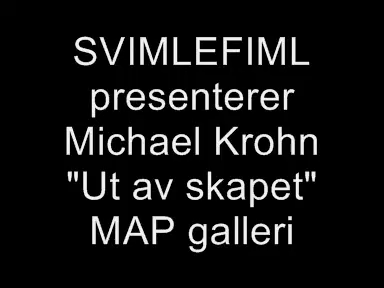 SVIMLEFIML
presenterer
Michael Krohn
"Ut av skapet"
MAP galleri